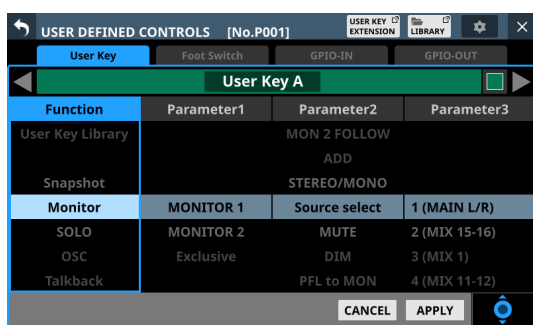 USER DEFINED CONTROLS [No.P001] USER KEY EXTENSION LIBRARY
User Key Foot Switch GPIO-IN GPIO-OUT
User Key A
Function Parameter1 Parameter2 Parameter3
User Key Library MON 2 FOLLOW
ADD
Snapshot STEREO/MONO
Monitor MONITOR 1 Source select 1 (MAIN L/R)
SOLO MONITOR 2 MUTE 2 (MIX 15-16)
OSC Exclusive DIM 3 (MIX 1)
Talkback PFL to MON 4 (MIX 11-12)
CANCEL APPLY